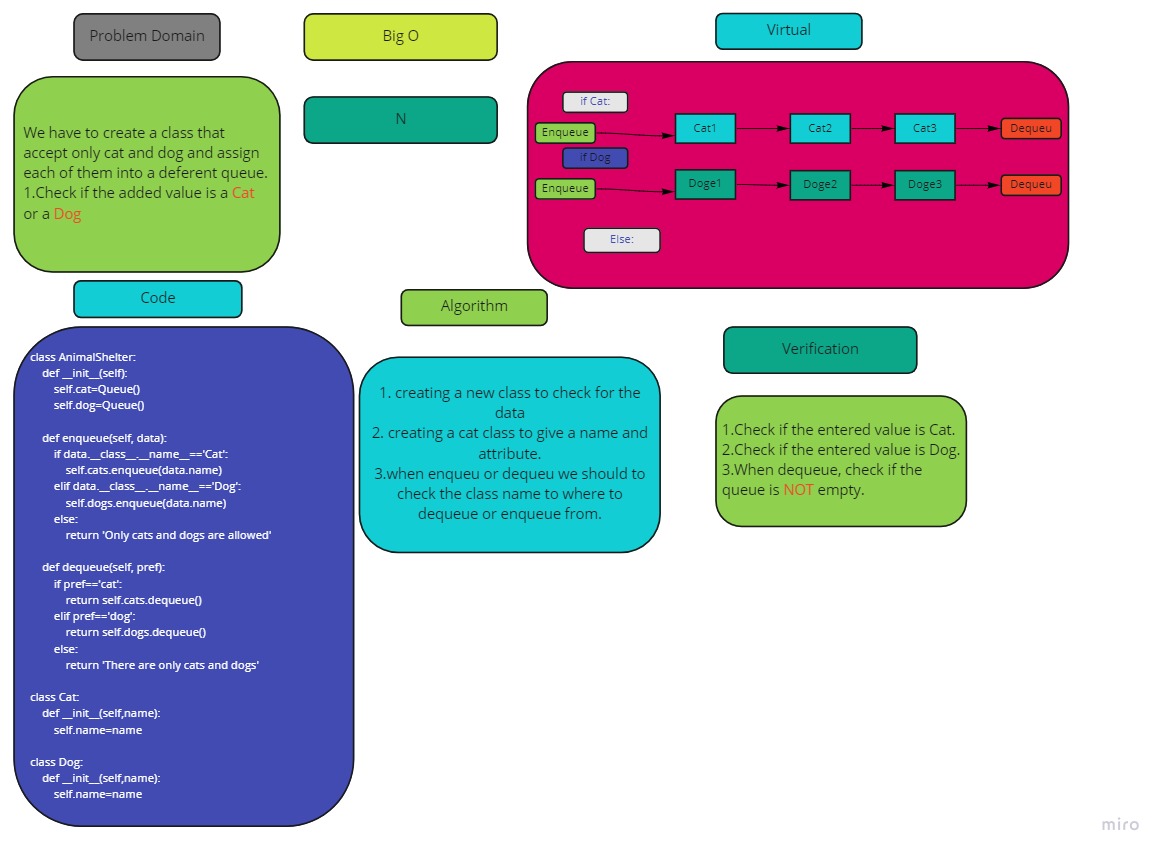 Problem Domain
Big O
Virtual
We have to create a class that
accept only cat and dog and assign
each of them into a deferent queue.
1.Check if the added value is a Cat
or a Dog
N
if Cat:
Enqueue
Cat1
Cat2
Cat3
Dequeu
if Dog
Enqueue
Doge1
Doge2
Doge3
Dequeu
Else:
Code
class AnimalShelter:
def __init__(self):
self.cat=Queue()
self.dog=Queue()
def enqueue(self, data):
if data.__class__.__name__=='Cat':
self.cats.enqueue(data.name)
elif data.__class__.__name__=='Dog':
self.dogs.enqueue(data.name)
else:
return 'Only cats and dogs are allowed'
def dequeue(self, pref):
if pref=='cat':
return self.cats.dequeue()
elif pref=='dog':
return self.dogs.dequeue()
else:
return 'There are only cats and dogs'
class Cat:
def __init__(self,name):
self.name=name
class Dog:
def __init__(self,name):
self.name=name
Algorithm
1. creating a new class to check for the
data
2. creating a cat class to give a name and
attribute.
3.when enqueu or dequeu we should to
check the class name to where to
dequeue or enqueue from.
Verification
1.Check if the entered value is Cat.
2.Check if the entered value is Dog.
3.When dequeue, check if the
queue is NOT empty.
miro